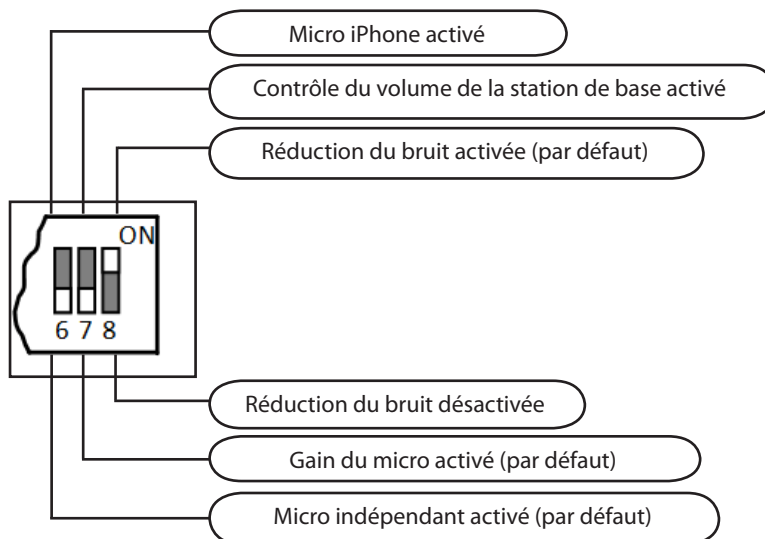 Micro iPhone activé
Contrôle du volume de la station de base activé
Réduction du bruit activée (par défaut)
ON
6 7 8
Réduction du bruit désactivée
Gain du micro activé (par défaut)
Micro indépendant activé (par défaut)